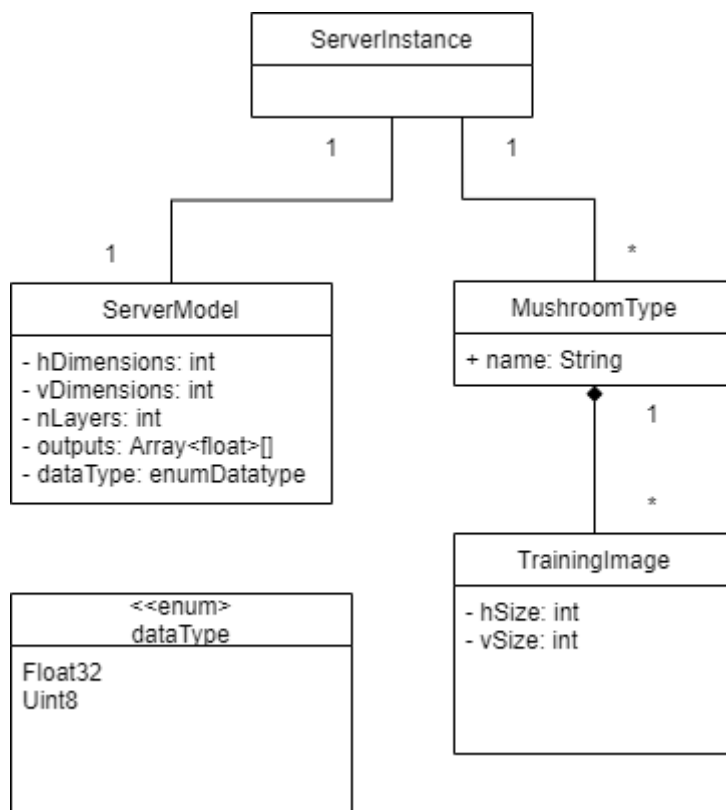 ServerInstance
1
1
1
*
ServerModel
- hDimensions: int
- vDimensions: int
- nLayers: int
- outputs: Array<float>[]
- dataType: enumDatatype
MushroomType
+ name: String
1
*
TrainingImage
- hSize: int
- vSize: int
<<enum>
dataType
Float32
Uint8